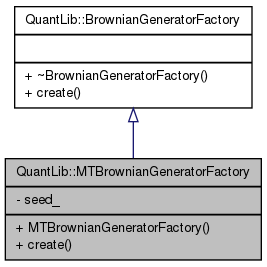 QuantLib::BrownianGeneratorFactory
+ ~BrownianGeneratorFactory()
+ create()
QuantLib::MTBrownianGeneratorFactory
- seed_
+ MTBrownianGeneratorFactory()
+ create()